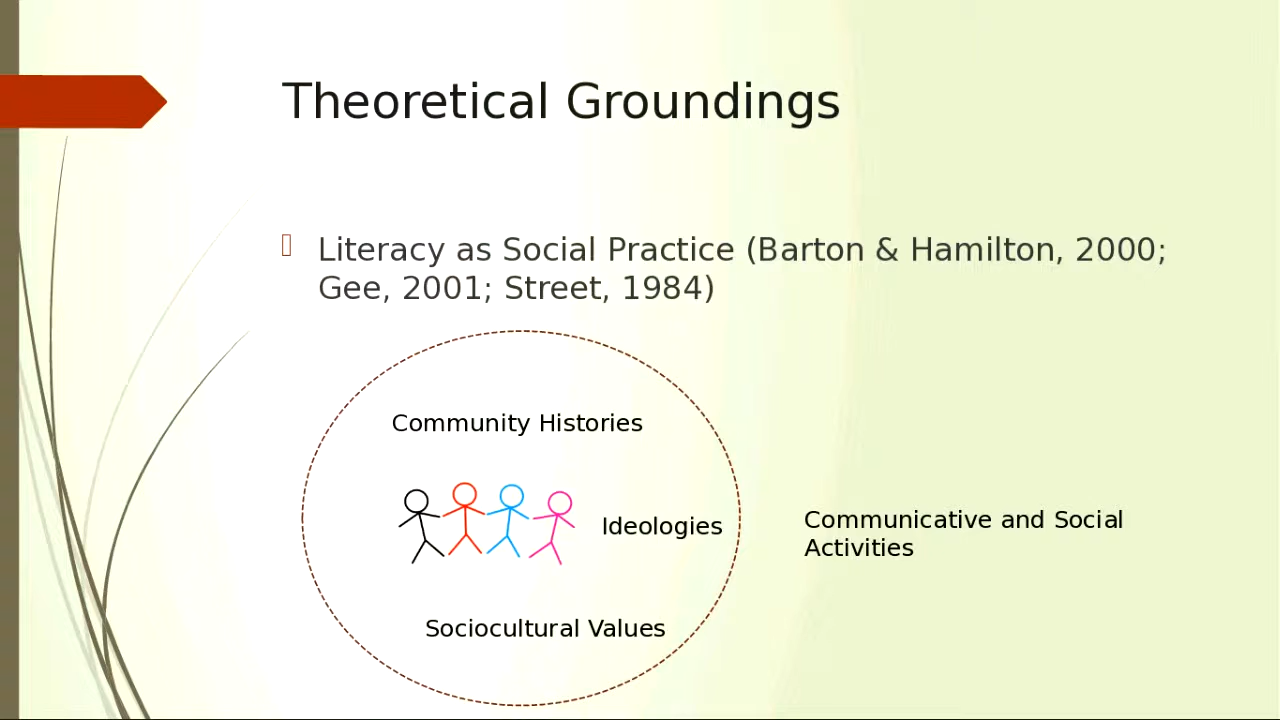 Theoretical Groundings
Literacy as Social Practice (Barton & Hamilton, 2000;
Gee, 2001; Street, 1984)
Community Histories
Ideologies
Communicative and Social
Activities
Sociocultural Values